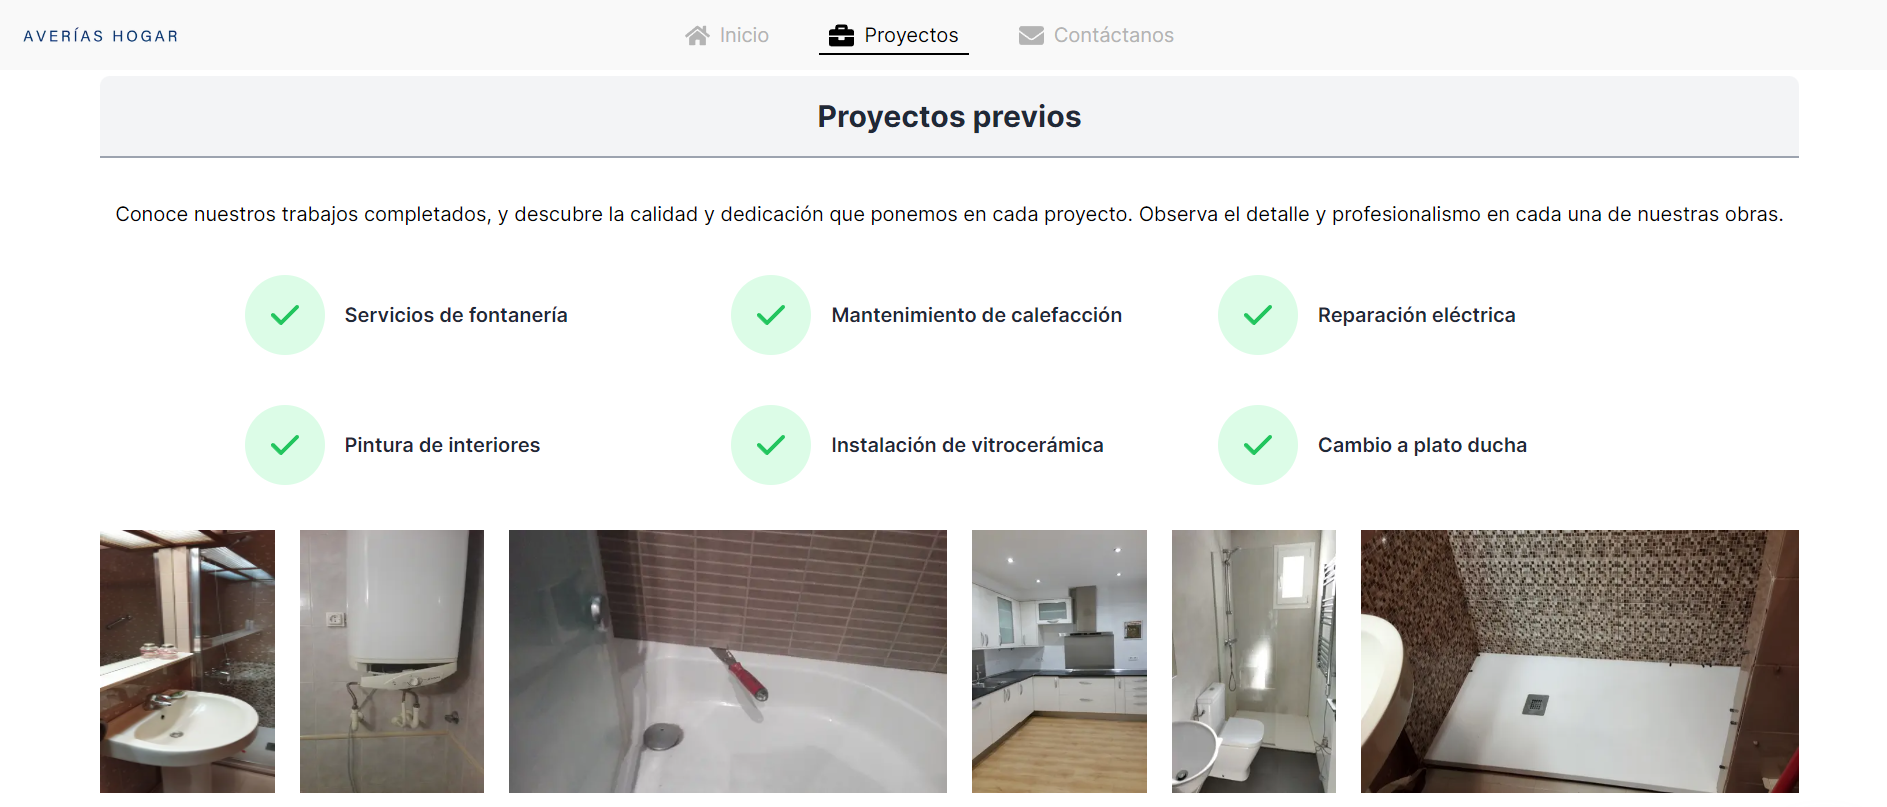 AVERÍAS HOGAR
Inicio
Proyectos
Contáctanos
Proyectos previos
Conoce nuestros trabajos completados, y descubre la calidad y dedicación que ponemos en cada proyecto. Observa el detalle y profesionalismo en cada una de nuestras obras.
Servicios de fontanería
Mantenimiento de calefacción
Reparación eléctrica
Pintura de interiores
Instalación de vitrocerámica
Cambio a plato ducha